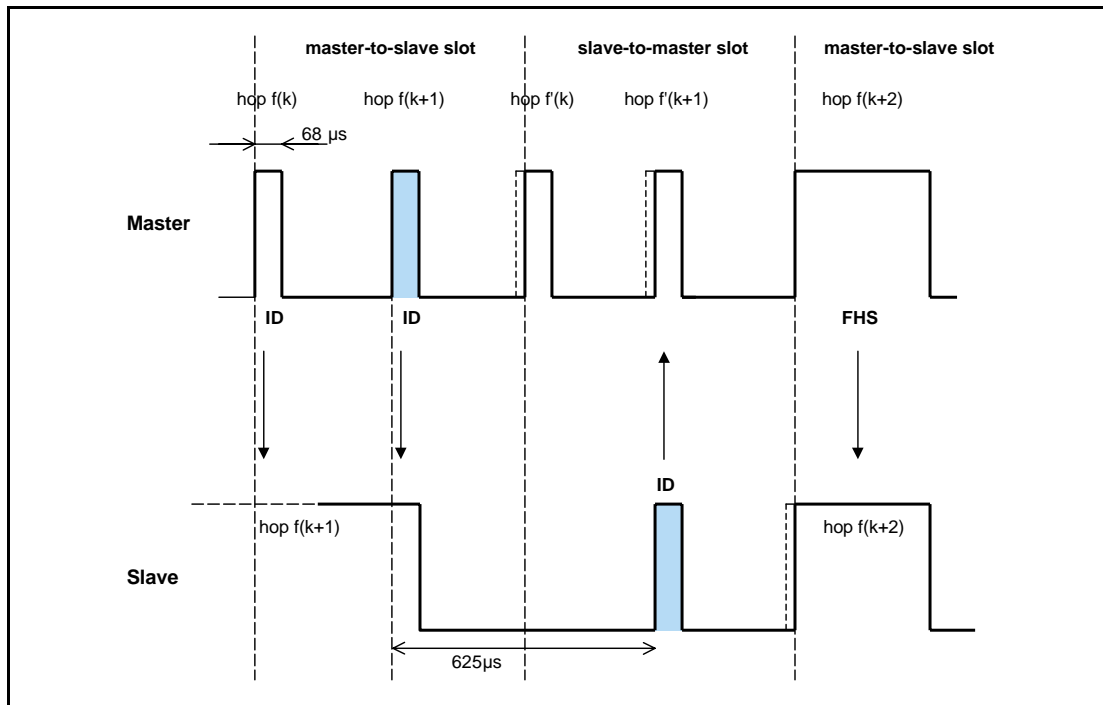 master-to-slave slot
slave-to-master slot
master-to-slave slot
hop f(k)
hop f(k+1)
hop f'(k)
hop f'(k+1)
hop f(k+2)
68 µs
Master
ID
ID
FHS
ID
hop f(k+1)
hop f(k+2)
Slave
625µs